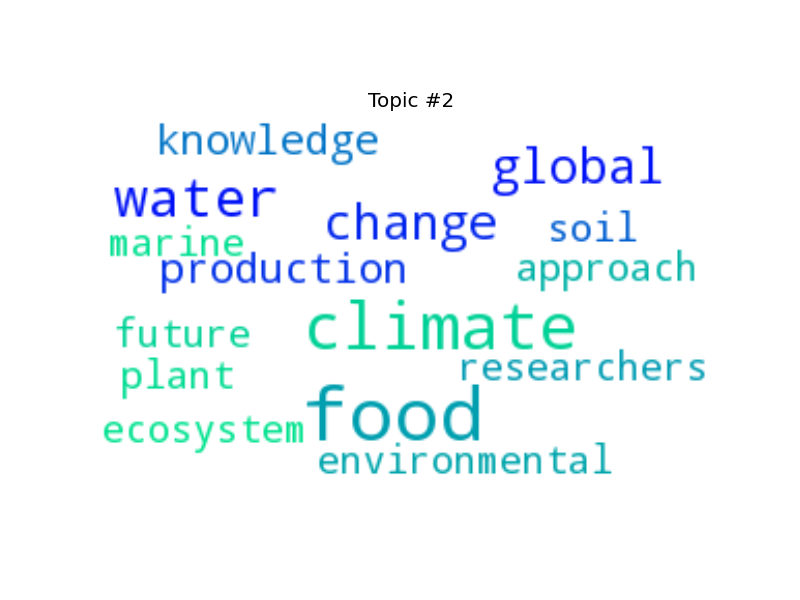 Topic #2
knowledge
global
water
change
soil
marine
production
approach
climate
future
researchers
plant
food
ecosystem
environmental